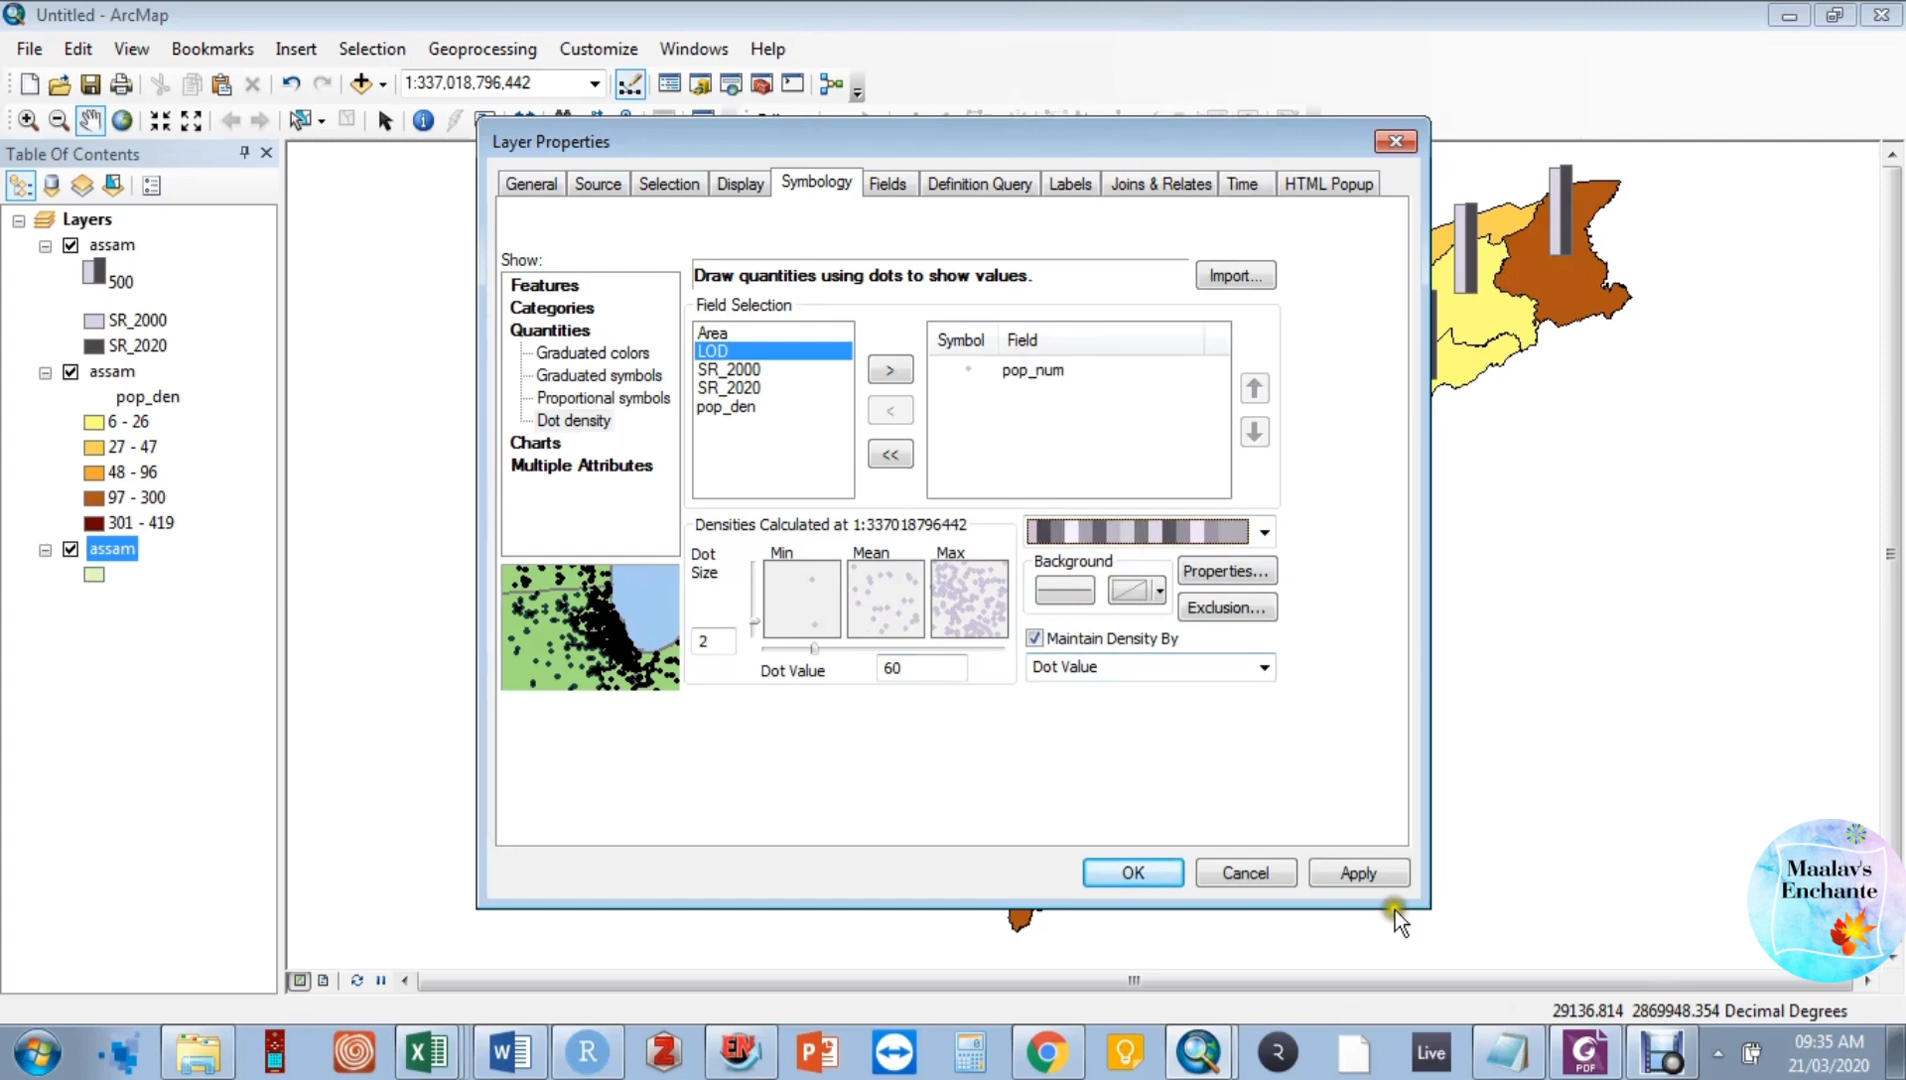 Untitled - ArcMap
File Edit View Bookmarks Insert Selection Geoprocessing Customize Windows Help
1:337,018,796,442
Table Of Contents
Layers
assam
500
SR_2000
SR_2020
assam
pop_den
6 - 26
27 - 47
48 - 96
97 - 300
301 - 419
assam
Layer Properties
General Source Selection Display Symbology Fields Definition Query Labels Joins & Relates Time HTML Popup
Show:
Features
Categories
Quantities
Graduated colors
Graduated symbols
Proportional symbols
Dot density
Charts
Multiple Attributes
Draw quantities using dots to show values.
Import...
Field Selection
Area
LOD
SR_2000
SR_2020
pop_den
>
<
<<
Symbol Field
pop_num
Densities Calculated at 1:337018796442
Dot Size
Min Mean Max
2
Dot Value 60
Background
Properties...
Exclusion...
Maintain Density By
Dot Value
OK Cancel Apply
Maalav's
Enchante
29136.814 2869948.354 Decimal Degrees
W
R
Z
EN
P
R
Live
G
PDF
09:35 AM
21/03/2020